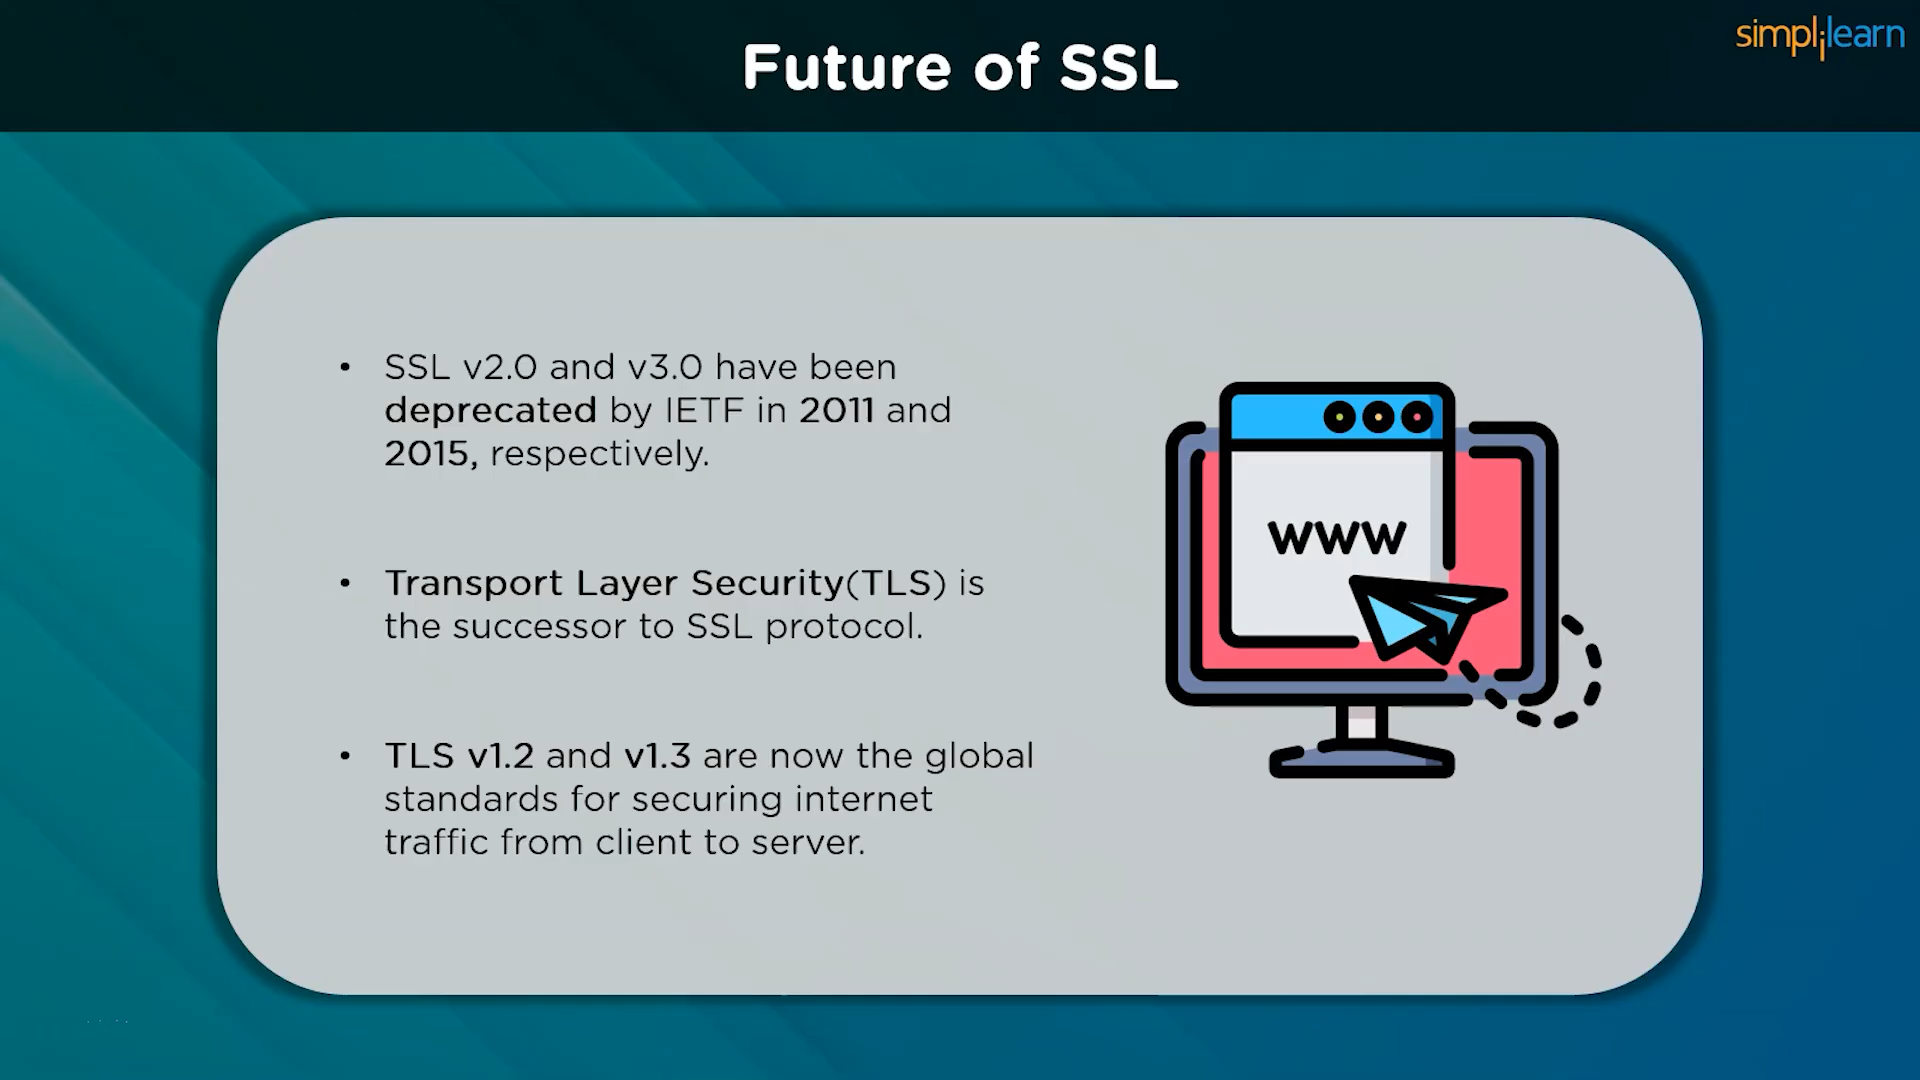 Future of SSL
simplilearn
• SSL v2.0 and v3.0 have been
deprecated by IETF in 2011 and
2015, respectively.
• Transport Layer Security(TLS) is
the successor to SSL protocol.
• TLS v1.2 and v1.3 are now the global
standards for securing internet
traffic from client to server.
www